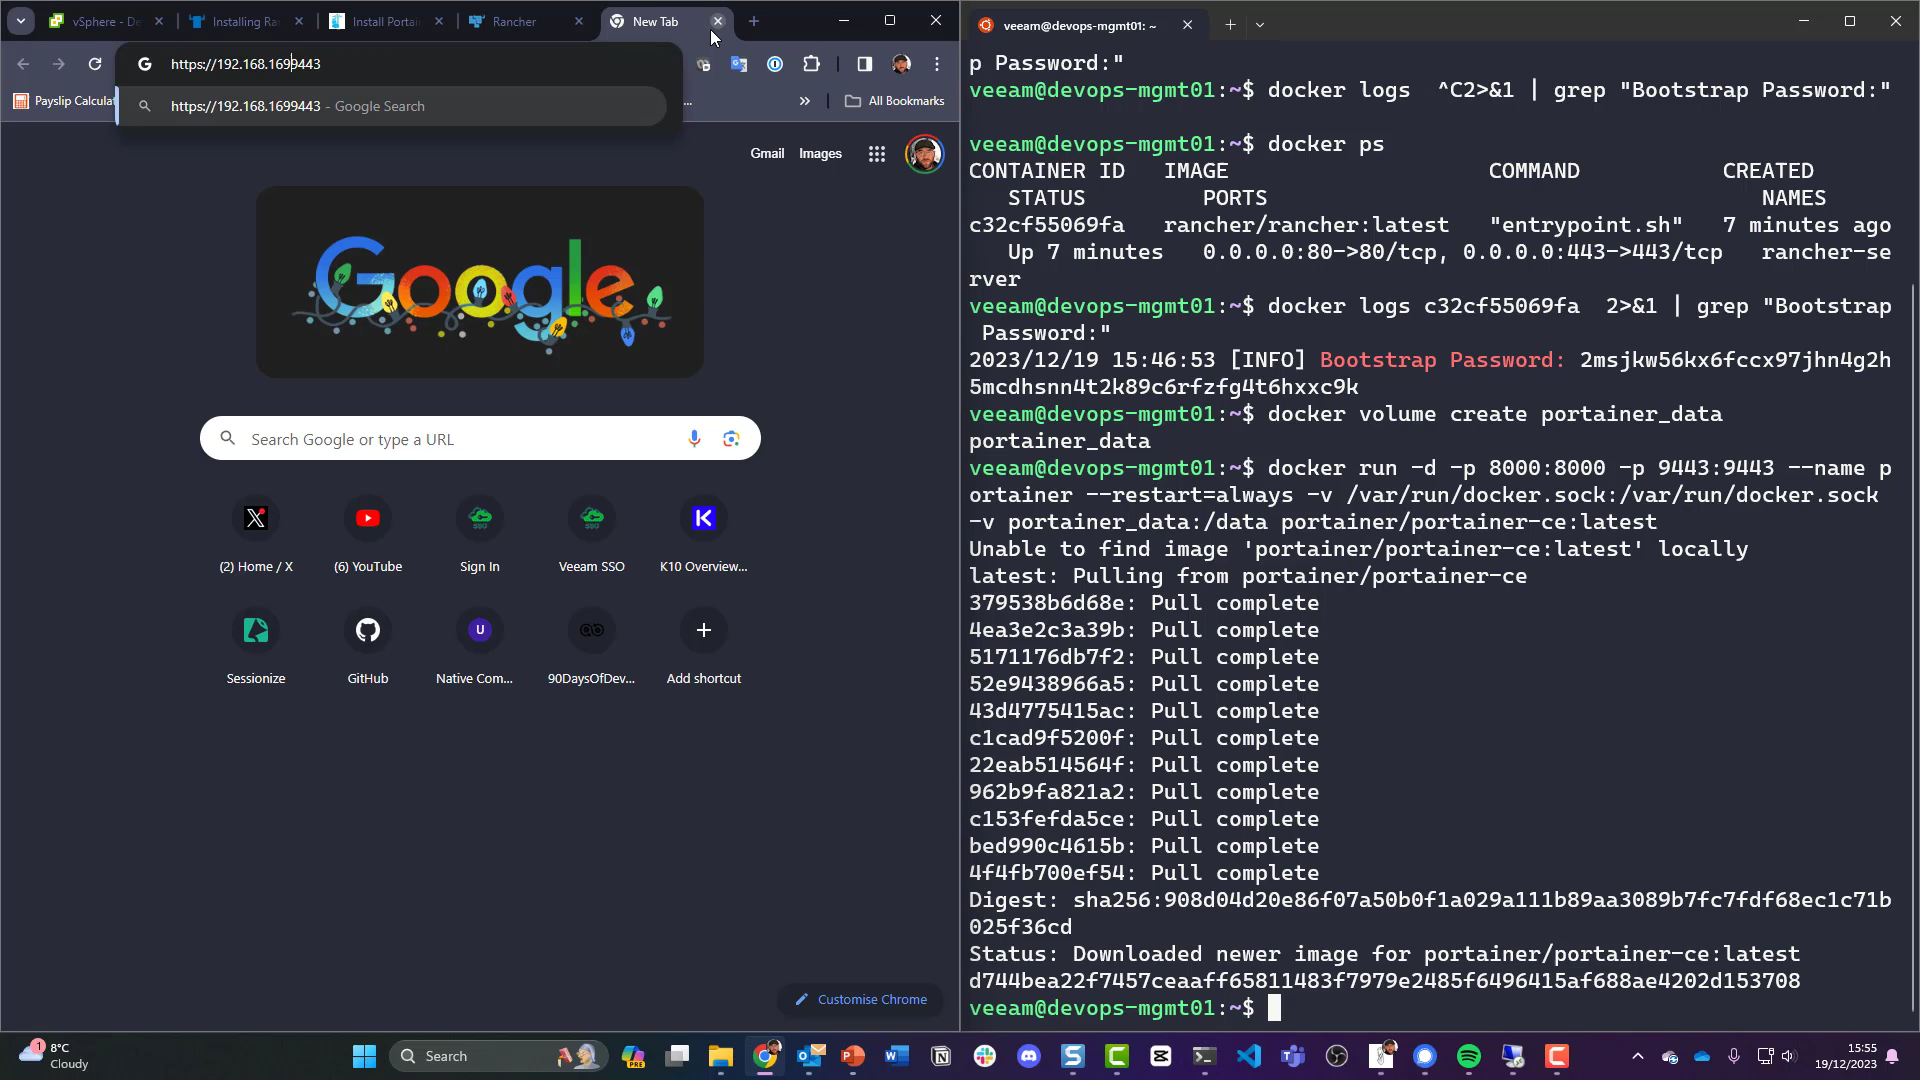 vSphere - De
Installing Ra
Install Portai
Rancher
New Tab
https://192.168.1699443
https://192.168.1699443 - Google Search
Payslip Calculat
All Bookmarks
Gmail
Images
Google
Search Google or type a URL
(2) Home / X
(6) YouTube
Sign In
Veeam SSO
K10 Overview...
Sessionize
GitHub
U
Native Com...
90DaysOfDev...
Add shortcut
Customise Chrome
veeam@devops-mgmt01: ~
p Password:"
veeam@devops-mgmt01:~$ docker logs  ^C2>&1 | grep "Bootstrap Password:"
veeam@devops-mgmt01:~$ docker ps
CONTAINER ID   IMAGE                    COMMAND           CREATED
   STATUS         PORTS                                      NAMES
c32cf55069fa   rancher/rancher:latest   "entrypoint.sh"   7 minutes ago
   Up 7 minutes   0.0.0.0:80->80/tcp, 0.0.0.0:443->443/tcp   rancher-se
rver
veeam@devops-mgmt01:~$ docker logs c32cf55069fa  2>&1 | grep "Bootstrap
 Password:"
2023/12/19 15:46:53 [INFO] Bootstrap Password: 2msjkw56kx6fccx97jhn4g2h
5mcdhsnn4t2k89c6rfzfg4t6hxxc9k
veeam@devops-mgmt01:~$ docker volume create portainer_data
portainer_data
veeam@devops-mgmt01:~$ docker run -d -p 8000:8000 -p 9443:9443 --name p
ortainer --restart=always -v /var/run/docker.sock:/var/run/docker.sock
-v portainer_data:/data portainer/portainer-ce:latest
Unable to find image 'portainer/portainer-ce:latest' locally
latest: Pulling from portainer/portainer-ce
379538b6d68e: Pull complete
4ea3e2c3a39b: Pull complete
5171176db7f2: Pull complete
52e9438966a5: Pull complete
43d4775415ac: Pull complete
c1cad9f5200f: Pull complete
22eab514564f: Pull complete
962b9fa821a2: Pull complete
c153fefda5ce: Pull complete
bed990c4615b: Pull complete
4f4fb700ef54: Pull complete
Digest: sha256:908d04d20e86f07a50b0f1a029a111b89aa3089b7fc7fdf68ec1c71b
025f36cd
Status: Downloaded newer image for portainer/portainer-ce:latest
d744bea22f7457ceaaff65811483f7979e2485f6496415af688ae4202d153708
veeam@devops-mgmt01:~$
1
8°C
Cloudy
Search
PRE
15:55
19/12/2023